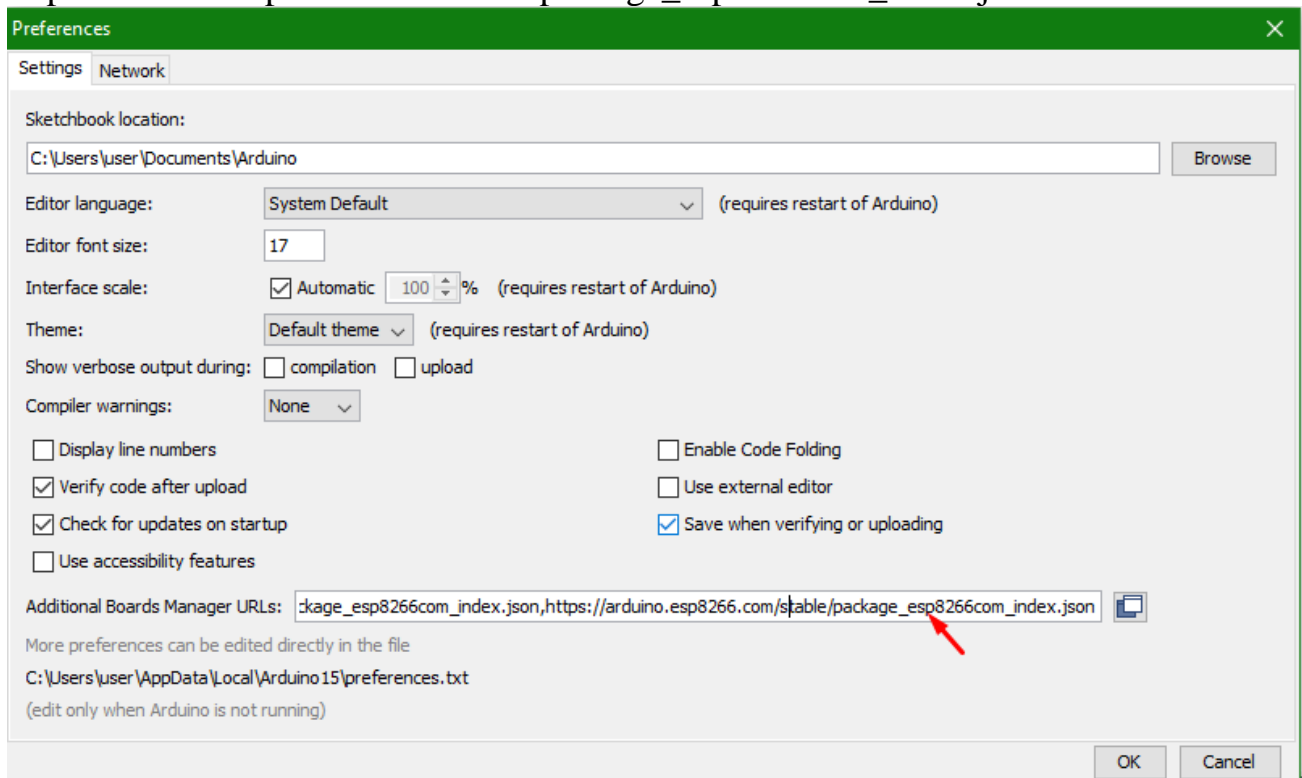 Preferences
Settings Network
Sketchbook location:
C:\Users\user\Documents\Arduino Browse
Editor language: System Default (requires restart of Arduino)
Editor font size: 17
Interface scale: Automatic 100 % (requires restart of Arduino)
Theme: Default theme (requires restart of Arduino)
Show verbose output during: compilation upload
Compiler warnings: None
Display line numbers Enable Code Folding
Verify code after upload Use external editor
Check for updates on startup Save when verifying or uploading
Use accessibility features
Additional Boards Manager URLs: ckage_esp8266com_index.json,https://arduino.esp8266.com/stable/package_esp8266com_index.json
More preferences can be edited directly in the file
C:\Users\user\AppData\Local\Arduino15\preferences.txt
(edit only when Arduino is not running)
OK Cancel